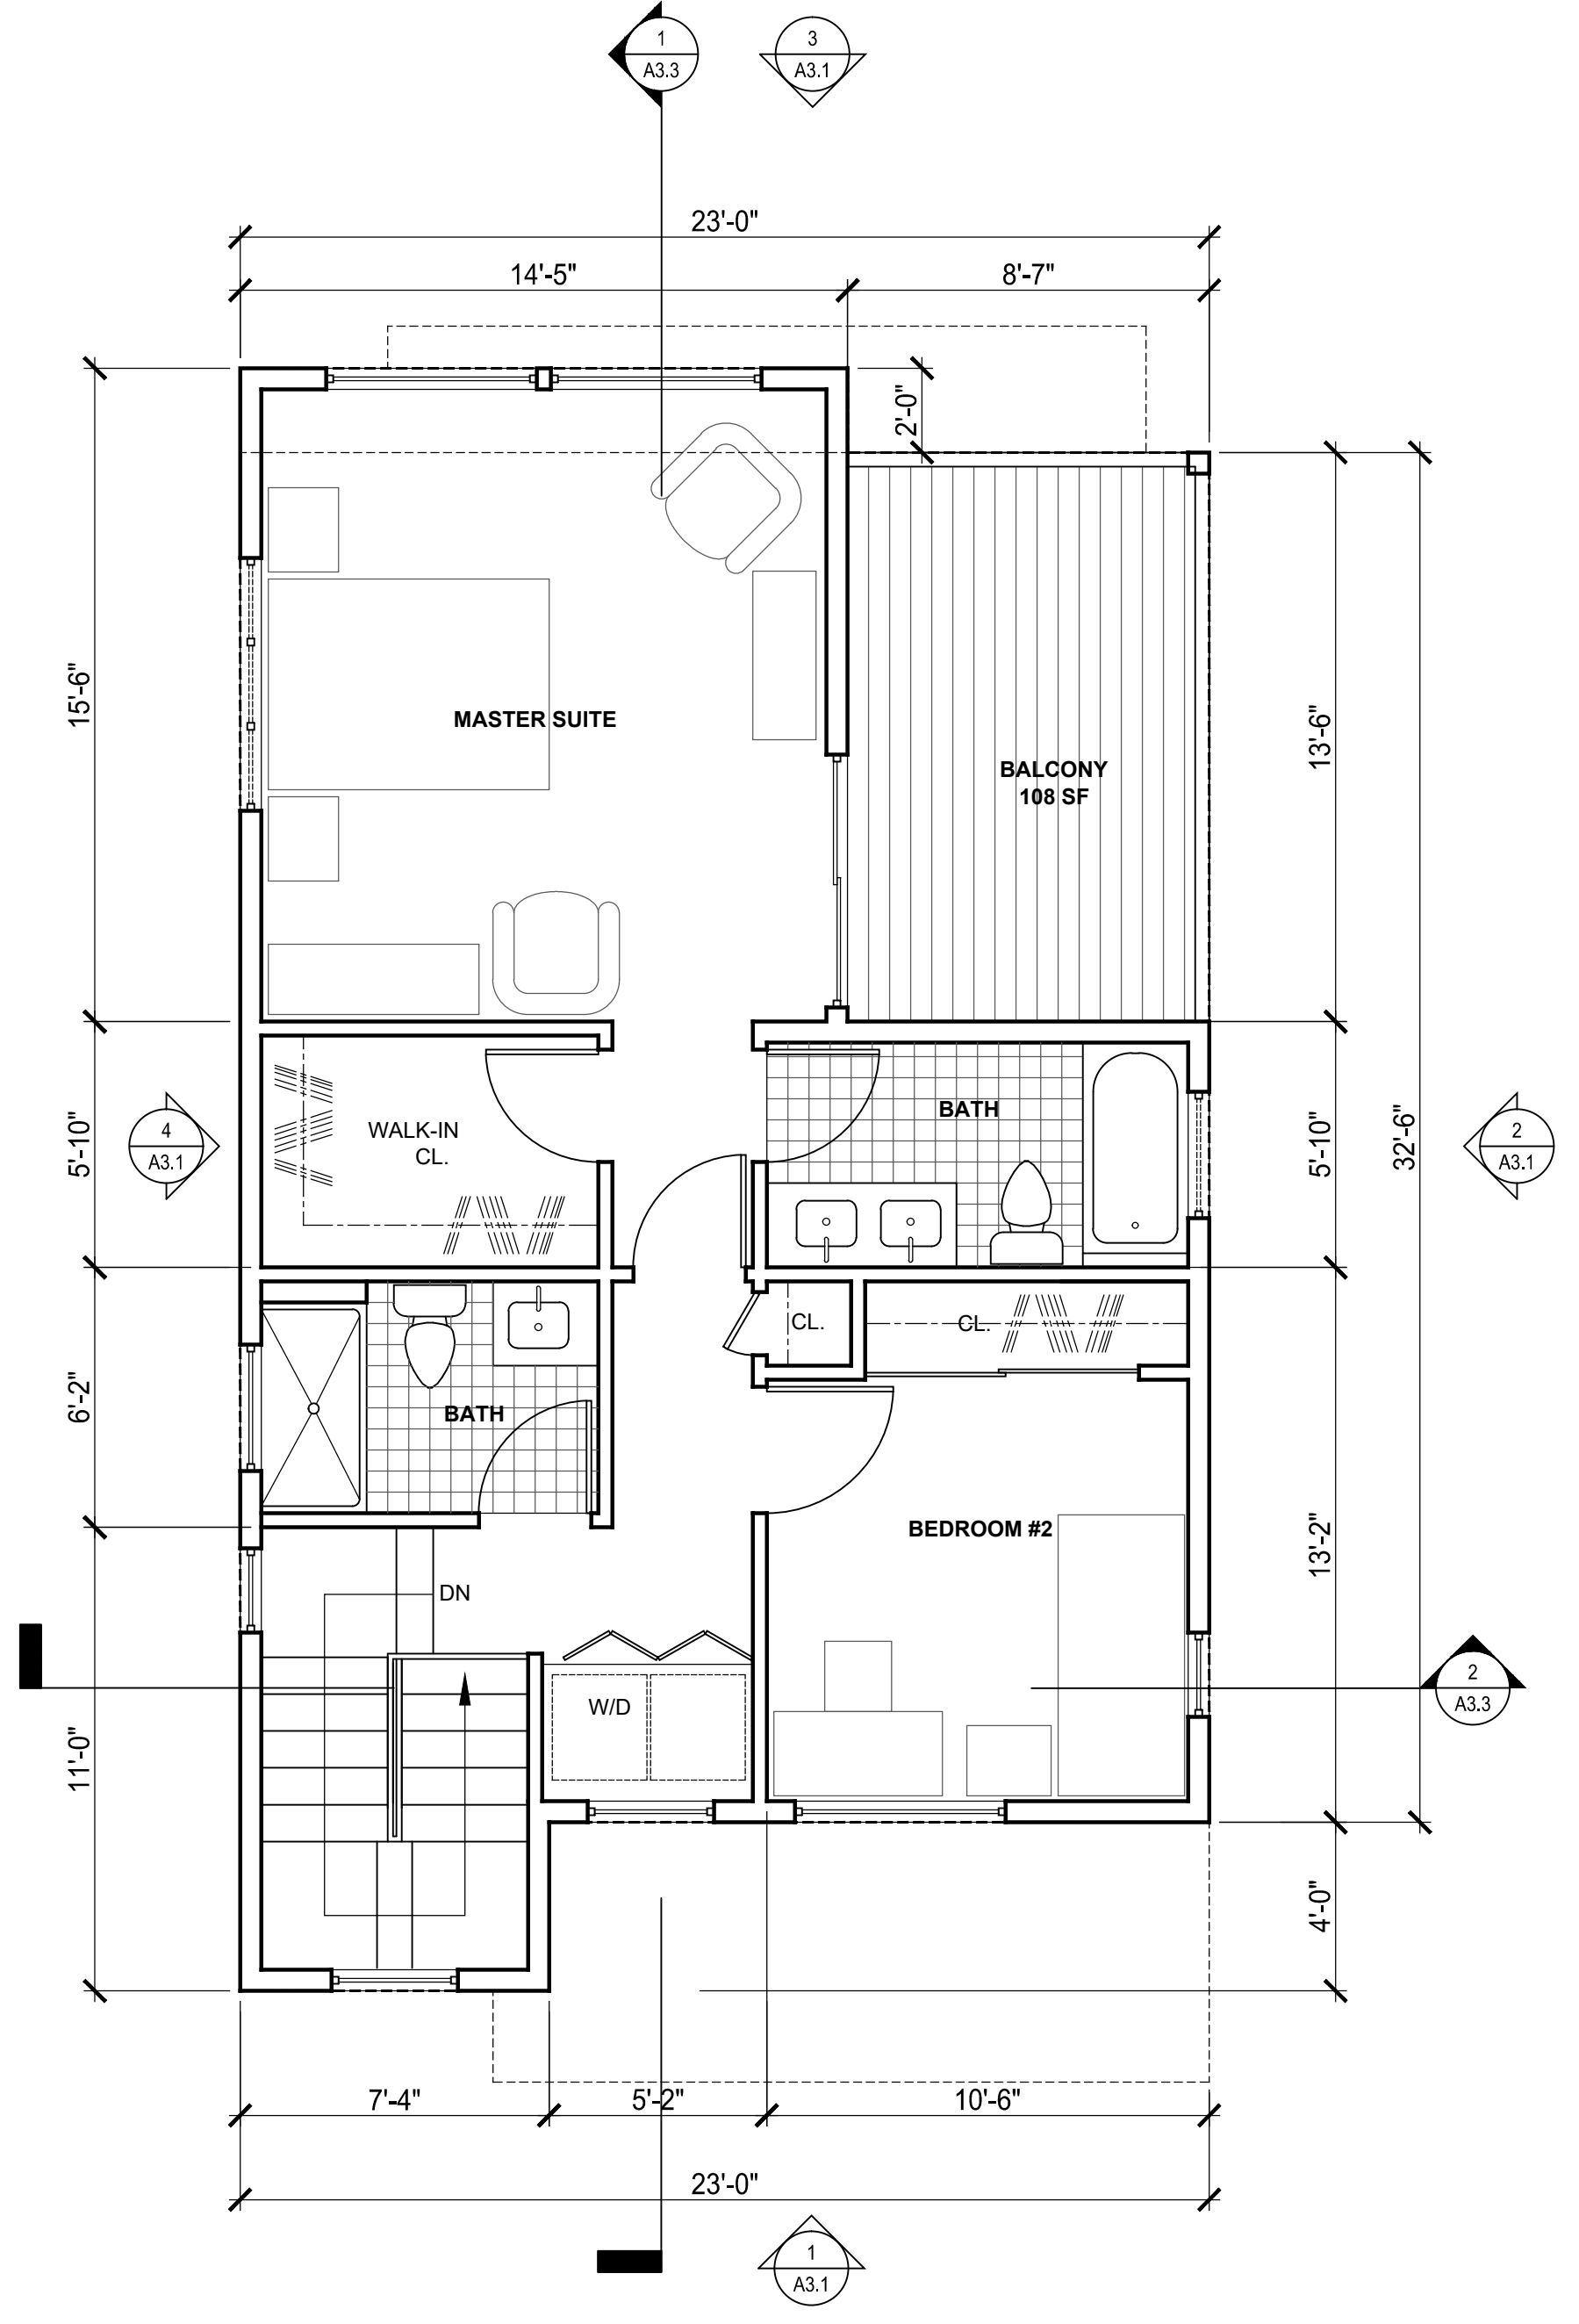 1
A3.3
3
A3.1
23'-0"
14'-5"
8'-7"
2'-0"
15'-6"
MASTER SUITE
BALCONY
108 SF
13'-6"
32'-6"
5'-10"
4
A3.1
WALK-IN
CL.
BATH
5'-10"
2
A3.1
6'-2"
BATH
CL.
CL.
BEDROOM #2
13'-2"
DN
W/D
2
A3.3
11'-0"
4'-0"
7'-4"
5'-2"
10'-6"
23'-0"
1
A3.1